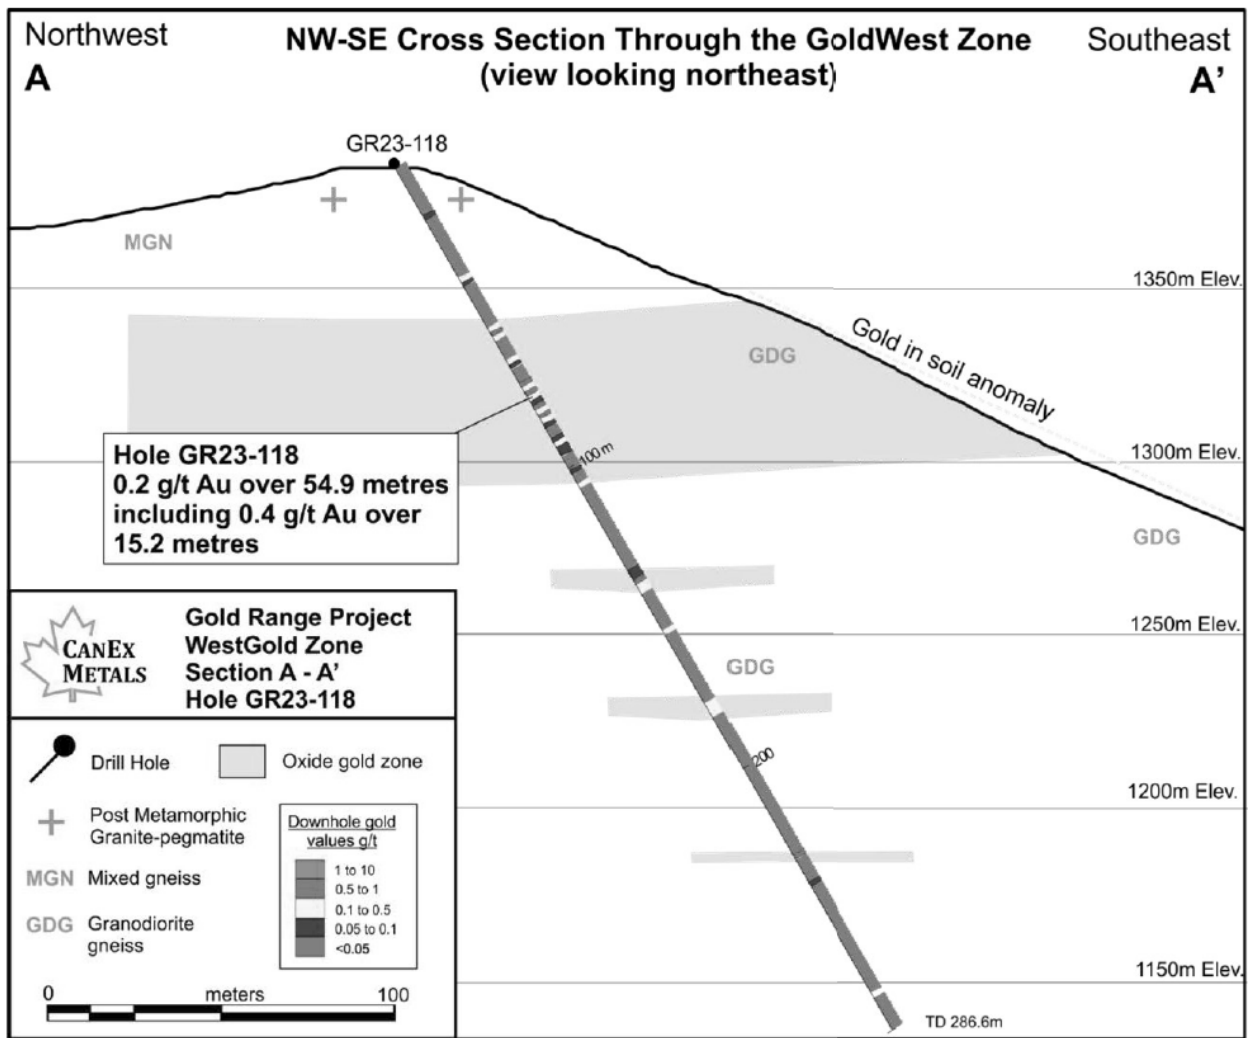 Northwest
A
NW-SE Cross Section Through the GoldWest Zone
(view looking northeast)
Southeast
A’
GR23-118
MGN
1350m Elev.
Gold in soil anomaly
GDG
Hole GR23-118
0.2 g/t Au over 54.9 metres
including 0.4 g/t Au over
15.2 metres
100m
1300m Elev.
GDG
1250m Elev.
GDG
200
1200m Elev.
1150m Elev.
TD 286.6m
CANEX
METALS
Gold Range Project
WestGold Zone
Section A - A’
Hole GR23-118
Drill Hole
Oxide gold zone
Post Metamorphic
Granite-pegmatite
MGN Mixed gneiss
GDG Granodiorite
gneiss
Downhole gold
values g/t
1 to 10
0.5 to 1
0.1 to 0.5
0.05 to 0.1
<0.05
0 meters 100